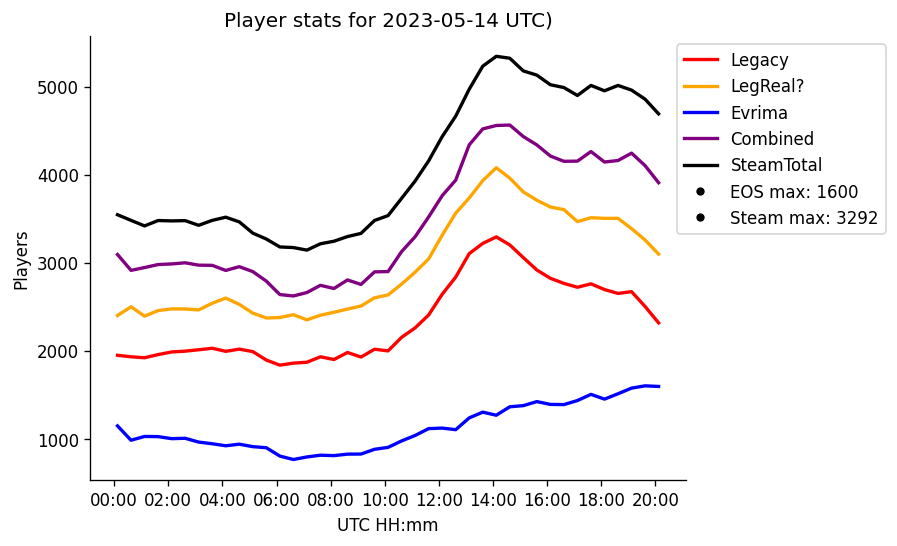 Player stats for 2023-05-14 UTC)
Players
5000
4000
3000
2000
1000
00:00 02:00 04:00 06:00 08:00 10:00 12:00 14:00 16:00 18:00 20:00
UTC HH:mm
Legacy
LegReal?
Evrima
Combined
SteamTotal
EOS max: 1600
Steam max: 3292